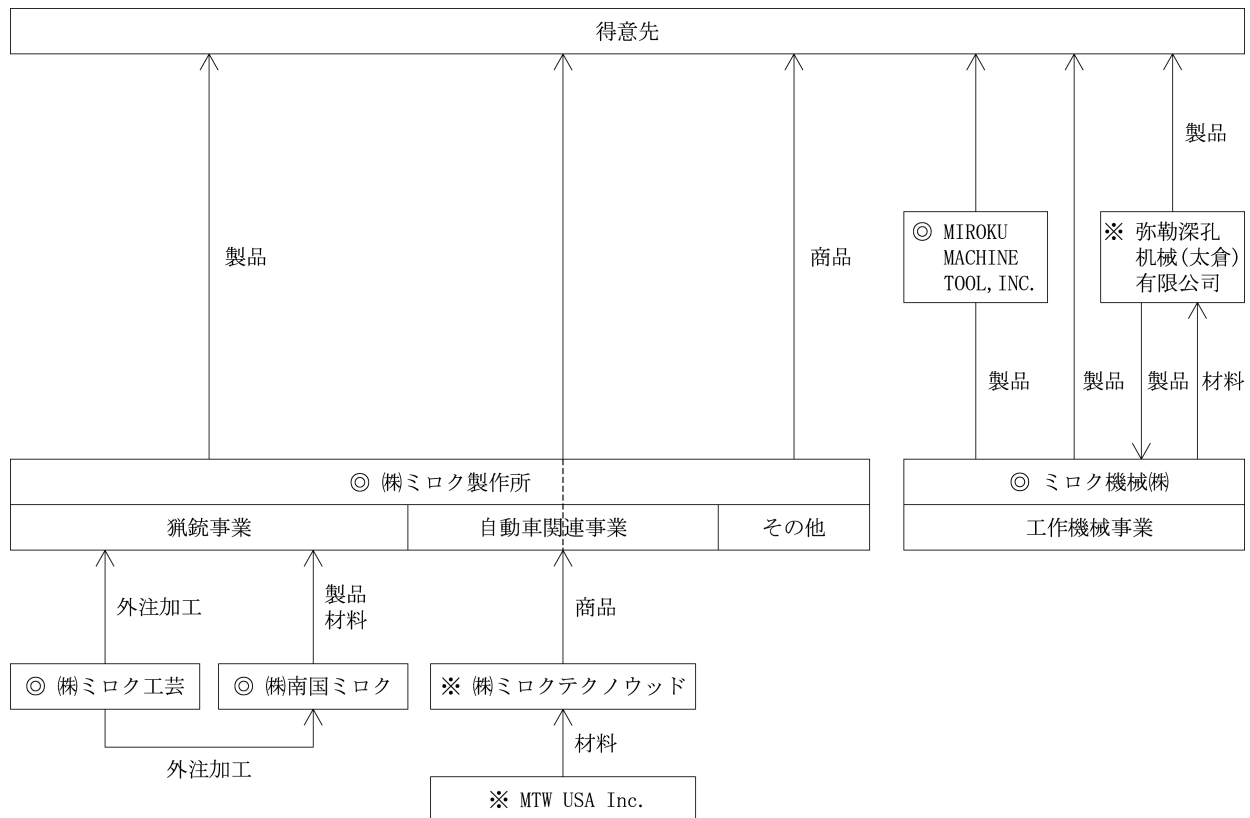 得意先
製品
製品
商品
◎ MIROKU
MACHINE
TOOL,INC.
※ 弥勒深孔
机械(太倉)
有限公司
製品
製品
製品
材料
◎ ㈱ミロク製作所
◎ ミロク機械㈱
猟銃事業
自動車関連事業
その他
工作機械事業
外注加工
製品
材料
商品
◎ ㈱ミロク工芸
◎ ㈱南国ミロク
※ ㈱ミロクテクノウッド
外注加工
材料
※ MTW USA Inc.